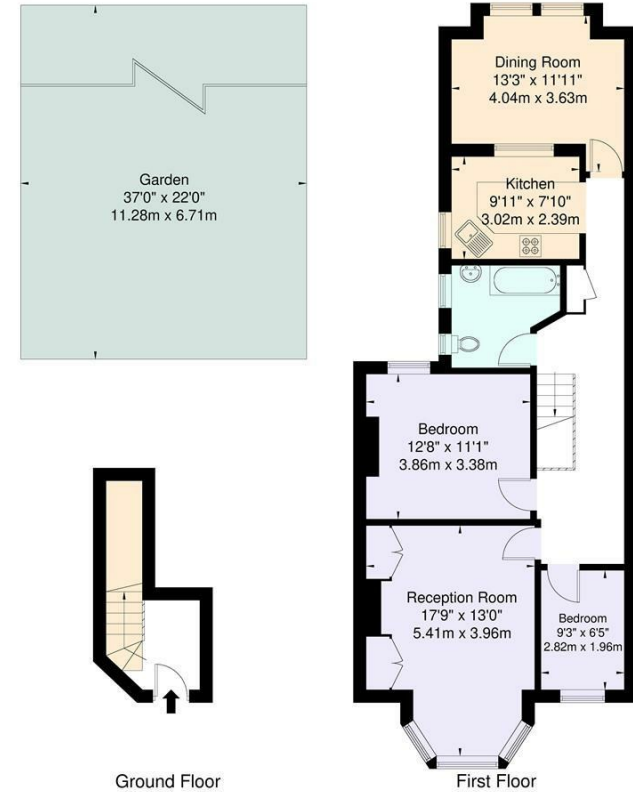 Garden
37'0" x 22'0"
11.28m x 6.71m
Ground Floor
Dining Room
13'3" x 11'11"
4.04m x 3.63m
Kitchen
9'11" x 7'10"
3.02m x 2.39m
Bedroom
12'8" x 11'1"
3.86m x 3.38m
Reception Room
17'9" x 13'0"
5.41m x 3.96m
Bedroom
9'3" x 6'5"
2.82m x 1.96m
First Floor